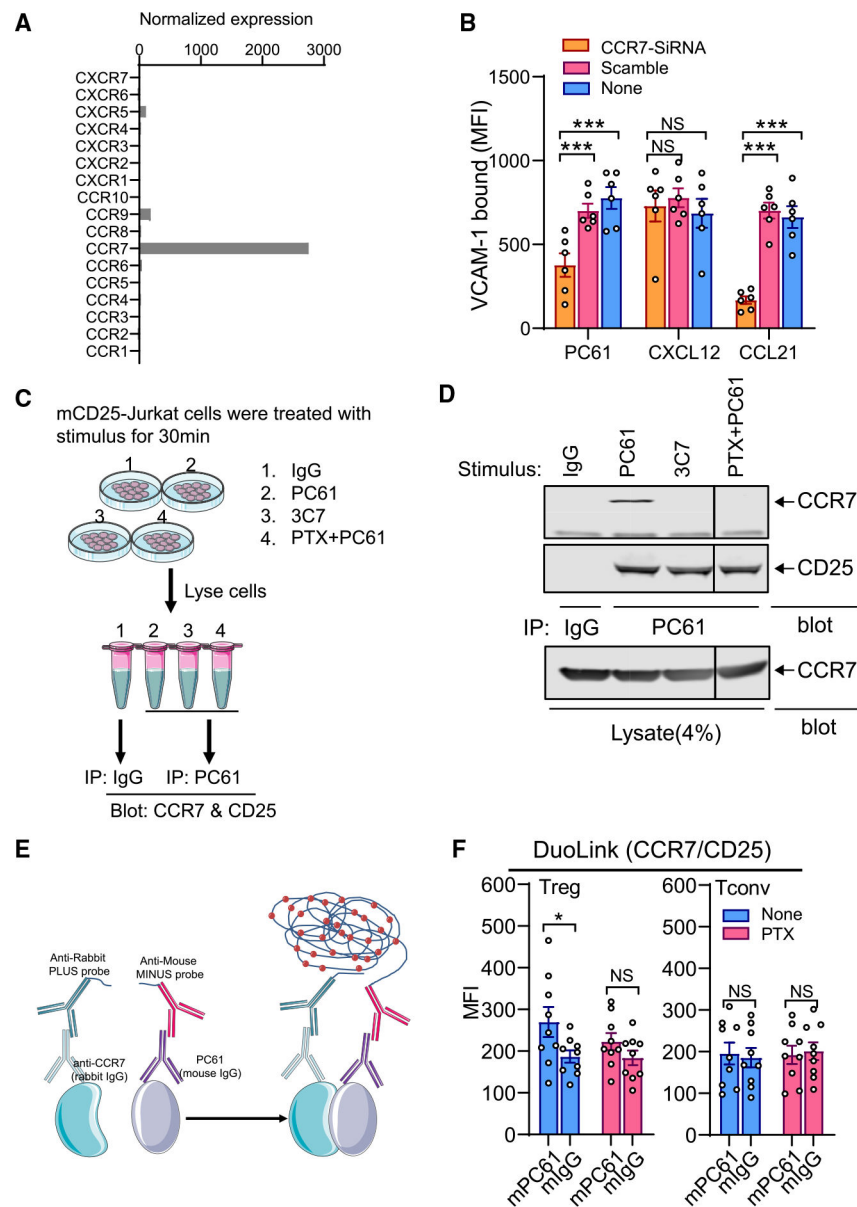 A
Normalized expression
0 1000 2000 3000
CXCR7
CXCR6
CXCR5
CXCR4
CXCR3
CXCR2
CXCR1
CCR10
CCR9
CCR8
CCR7
CCR6
CCR5
CCR4
CCR3
CCR2
CCR1
B
CCR7-SiRNA
Scamble
None
VCAM-1 bound (MFI)
1500
1000
500
0
*** NS ***
*** NS ***
PC61 CXCL12 CCL21
C
mCD25-Jurkat cells were treated with
stimulus for 30min
1 2
3 4
1. IgG
2. PC61
3. 3C7
4. PTX+PC61
Lyse cells
1 2 3 4
IP: IgG IP: PC61
Blot: CCR7 & CD25
D
Stimulus: IgG PC61 3C7 PTX+PC61
CCR7
CD25
IP: IgG PC61 blot
CCR7
Lysate(4%) blot
E
Anti-Rabbit
PLUS probe
Anti-Mouse
MINUS probe
anti-CCR7
(rabbit IgG)
PC61
(mouse IgG)
F
DuoLink (CCR7/CD25)
Treg
MFI
600
500
400
300
200
100
0
* NS
mPC61 mIgG mPC61 mIgG
Tconv
None
PTX
600
500
400
300
200
100
0
NS NS
mPC61 mIgG mPC61 mIgG